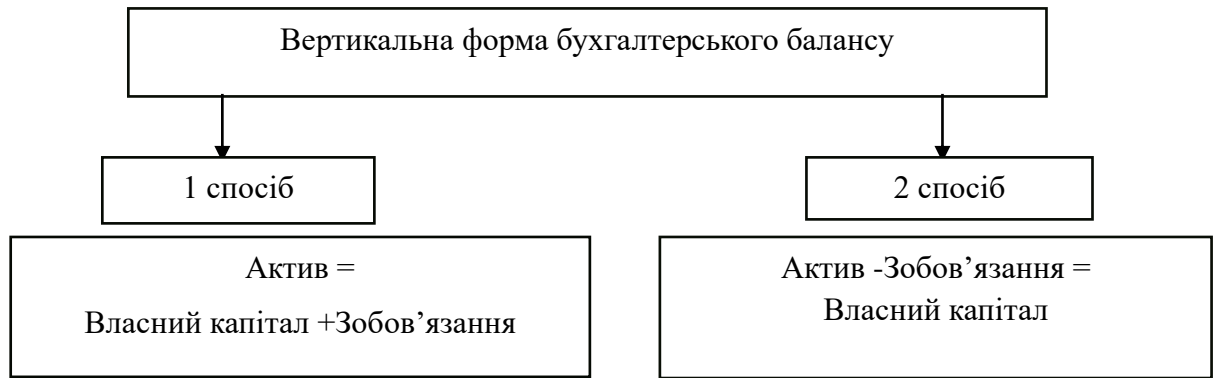 Вертикальна форма бухгалтерського балансу
1 спосіб
2 спосіб
Актив =
Власний капітал +Зобов’язання
Актив -Зобов’язання =
Власний капітал